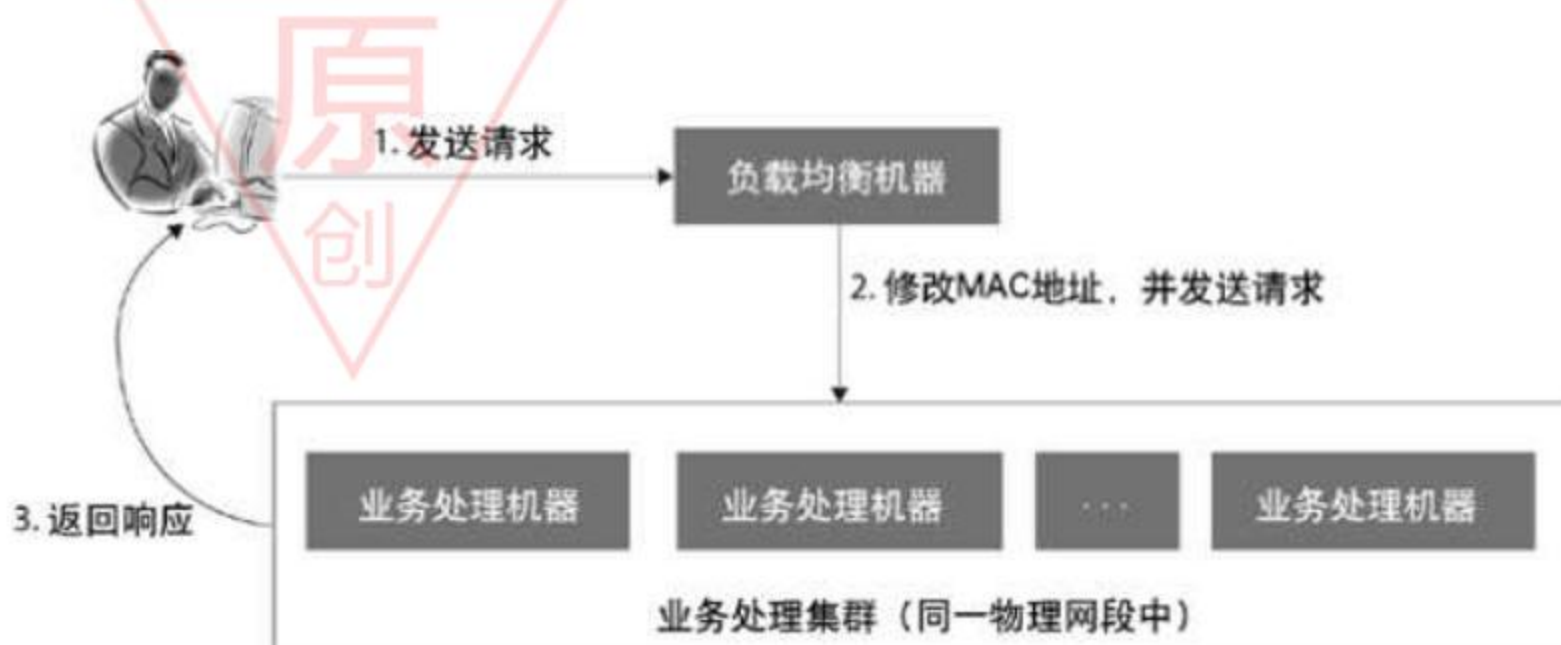 原
创
1. 发送请求
负载均衡机器
2. 修改MAC地址，并发送请求
业务处理机器
业务处理机器
...
业务处理机器
3. 返回响应
业务处理集群（同一物理网段中）